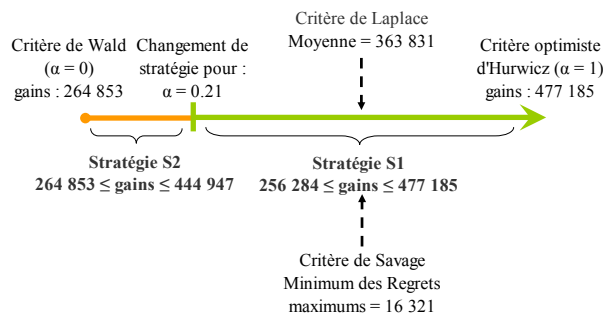 Critère de Wald
(α = 0)
gains : 264 853
Changement de
stratégie pour :
α = 0.21
Critère de Laplace
Moyenne = 363 831
Critère optimiste
d'Hurwicz (α = 1)
gains : 477 185
Stratégie S2
264 853 ≤ gains ≤ 444 947
Stratégie S1
256 284 ≤ gains ≤ 477 185
Critère de Savage
Minimum des Regrets
maximums = 16 321